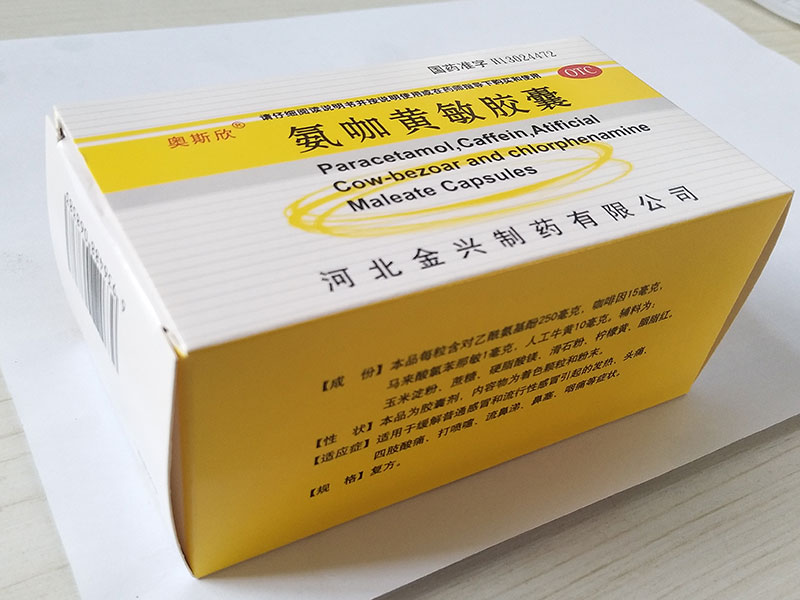 国药准字 H13024472
OTC
请仔细阅读说明书并按说明使用或在药师指导下购买和使用
奥斯欣®
氨咖黄敏胶囊
Paracetamol,Caffein,Atificial
Cow-bezoar and chlorphenamine
Maleate Capsules
河北金兴制药有限公司
【成 份】本品每粒含对乙酰氨基酚250毫克,咖啡因15毫克,
马来酸氯苯那敏1毫克,人工牛黄10毫克。辅料为:
玉米淀粉、蔗糖、硬脂酸镁、滑石粉、柠檬黄、胭脂红。
【性 状】本品为胶囊剂,内容物为着色颗粒和粉末。
【适应症】适用于缓解普通感冒和流行性感冒引起的发热、头痛、
四肢酸痛、打喷嚏、流鼻涕、鼻塞、咽痛等症状。
【规 格】复方。